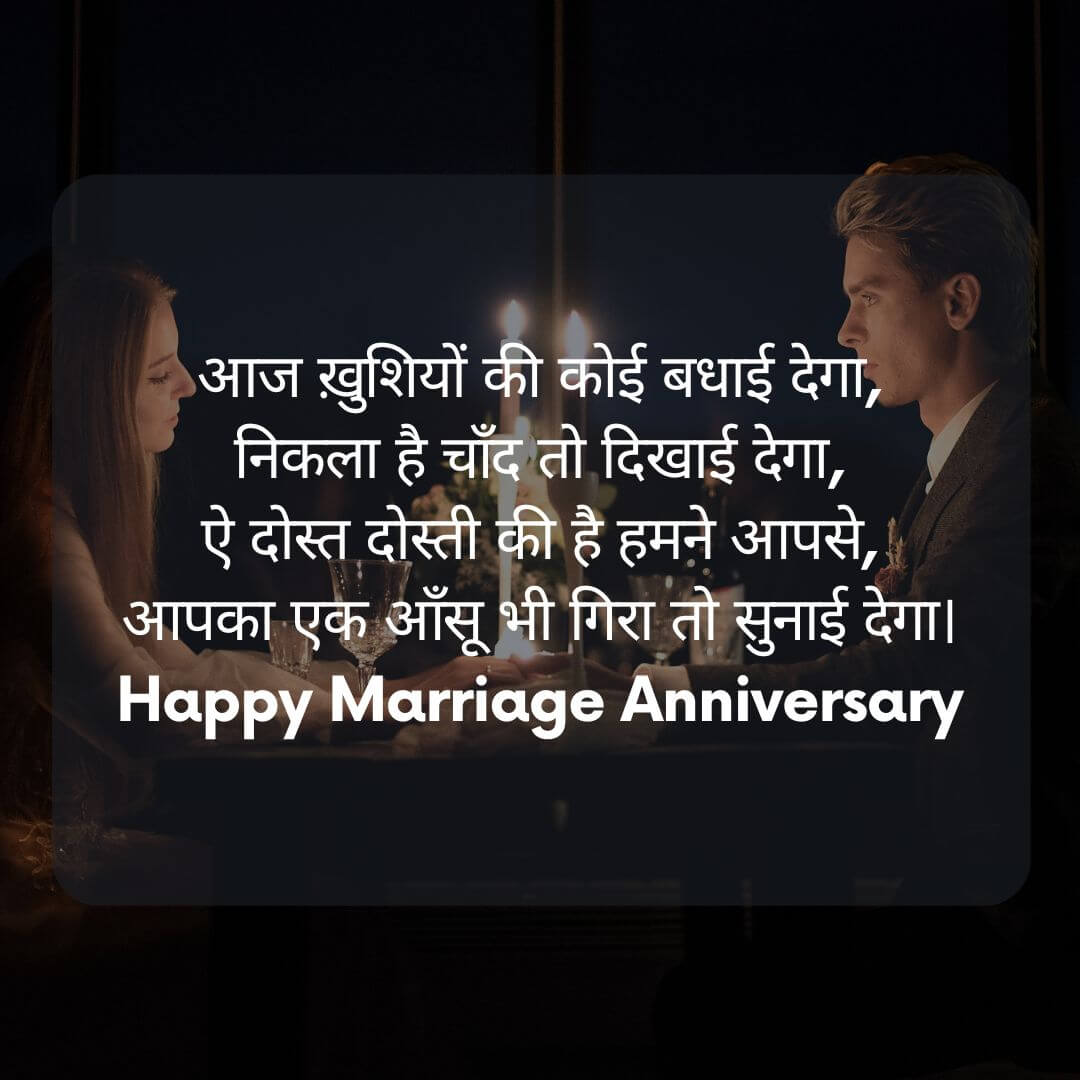 आज ख़ुशियों की कोई बधाई देगा,
निकला है चाँद तो दिखाई देगा,
ऐ दोस्त दोस्ती की है हमने आपसे,
आपका एक आँसू भी गिरा तो सुनाई देगा।
Happy Marriage Anniversary